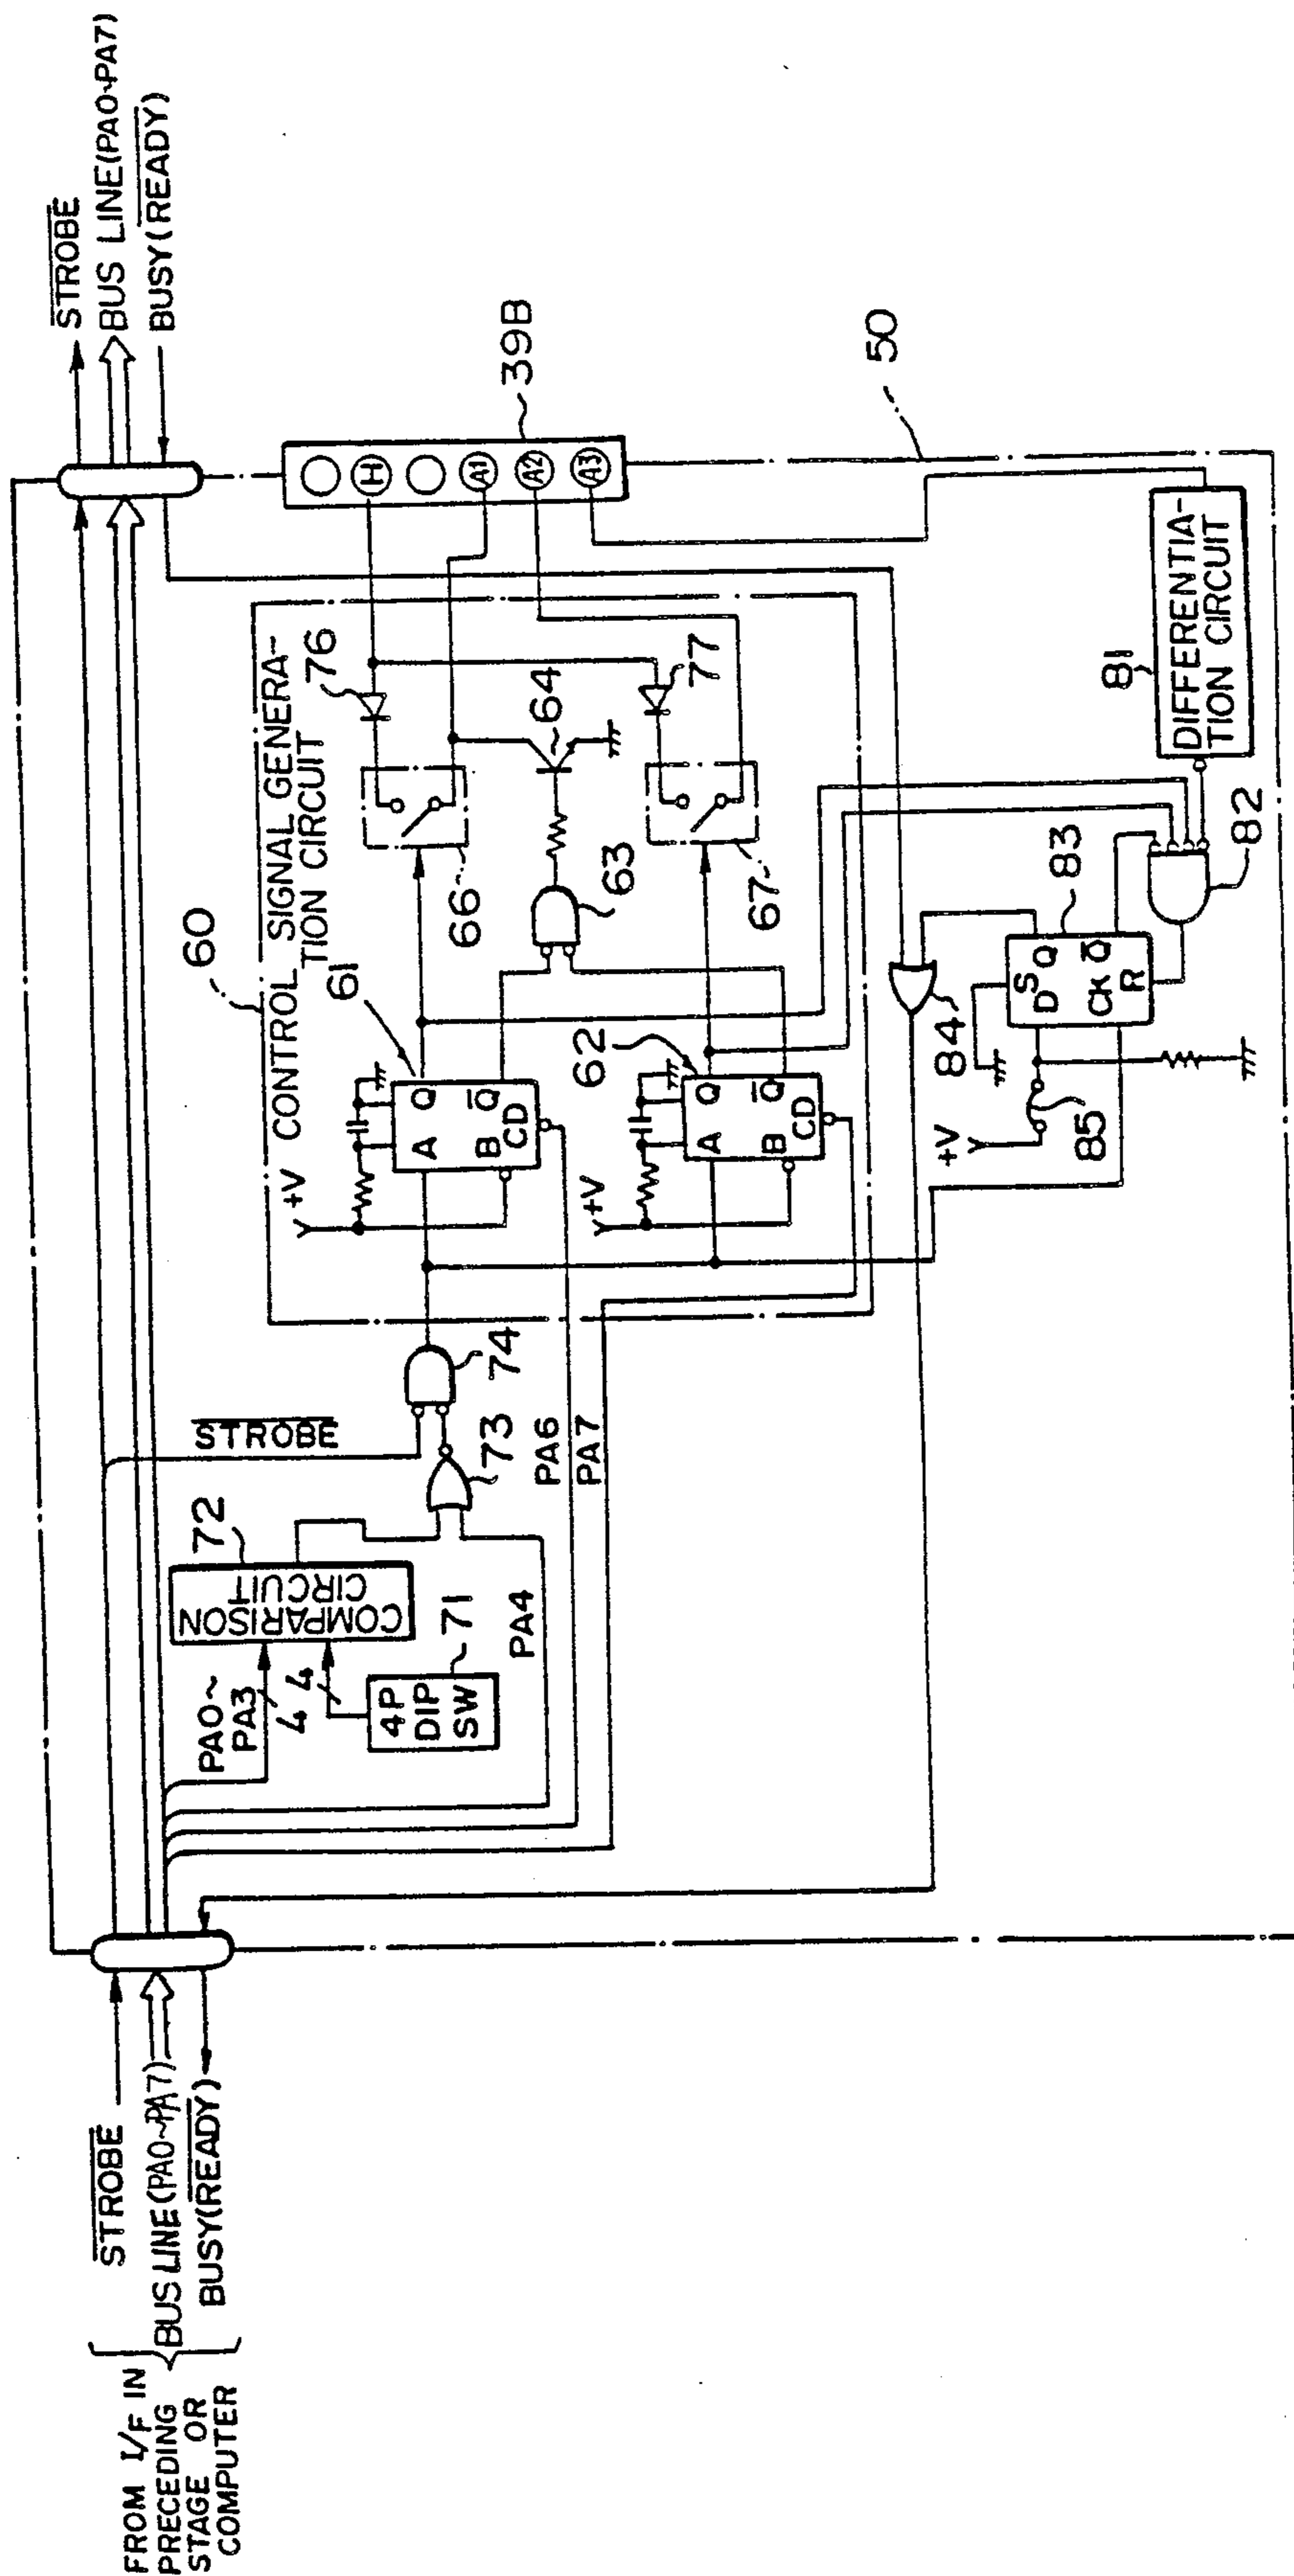 FROM I/F IN
PRECEDING
STAGE OR
COMPUTER
STROBE
BUS LINE(PA0~PA7)
BUSY(READY)
STROBE
BUS LINE(PA0~PA7)
BUSY(READY)
PA0~
PA3
4
4
4P
DIP
SW
71
COMPARISON
CIRCUIT
72
STROBE
PA4
73
74
PA6
PA7
60
CONTROL SIGNAL GENERA-
TION CIRCUIT
+V
61
A
Q
B
Q
CD
+V
62
A
Q
B
Q
CD
63
64
66
67
76
77
H
A1
A2
A3
39B
50
+V
85
84
S
D
Q
CK
Q
R
83
82
81
DIFFERENTIA-
TION CIRCUIT